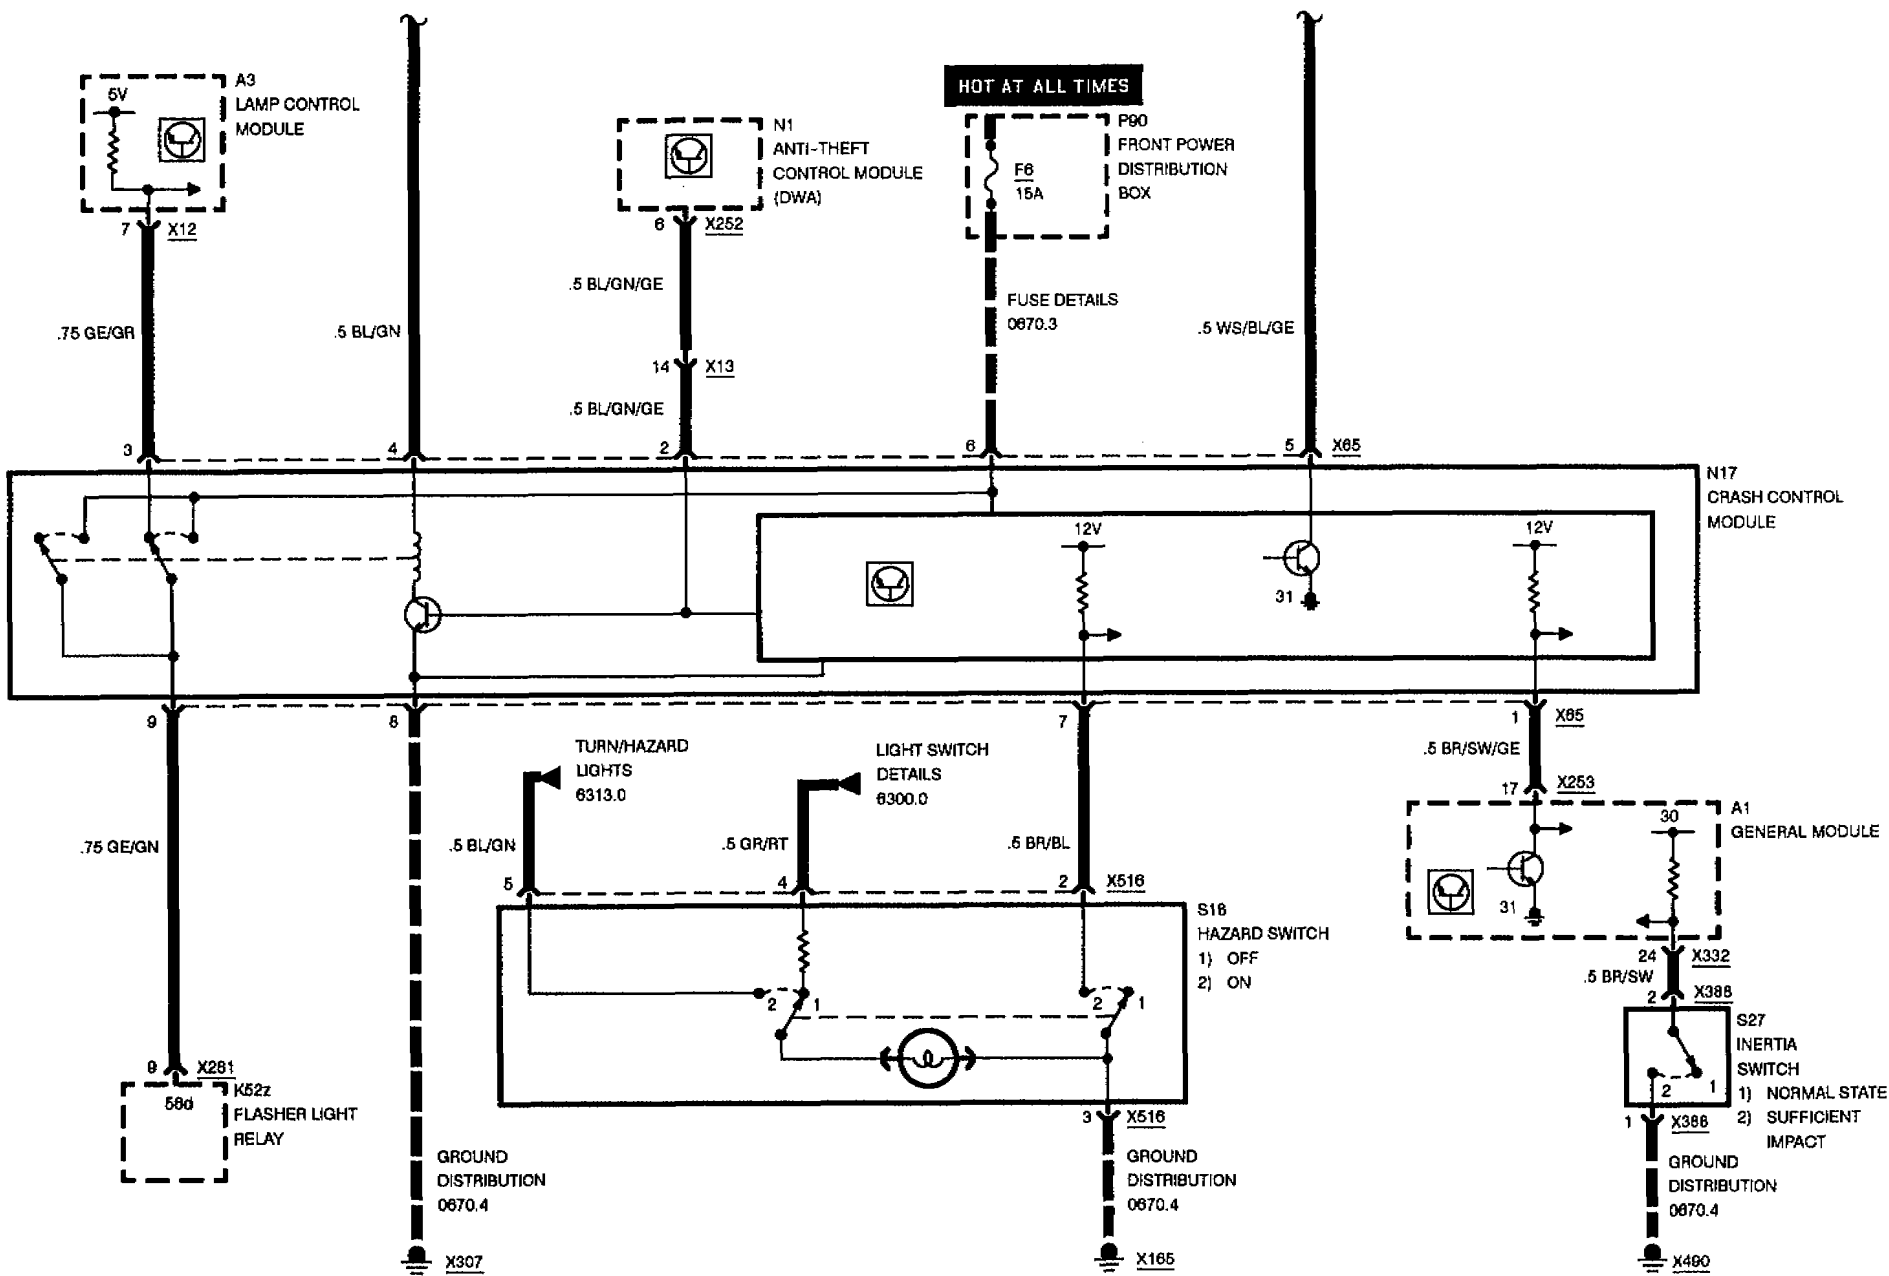 HOT AT ALL TIMES
A3
LAMP CONTROL
MODULE
5V
7
X12
.75 GE/GR
3
.5 BL/GN
4
N1
ANTI-THEFT
CONTROL MODULE
(DWA)
6
X252
.5 BL/GN/GE
14
X13
.5 BL/GN/GE
2
P90
FRONT POWER
DISTRIBUTION
BOX
F6
15A
FUSE DETAILS
0670.3
6
.5 WS/BL/GE
5
X65
N17
CRASH CONTROL
MODULE
12V
31
12V
9
8
7
1
X65
.75 GE/GN
9
X281
K52z
FLASHER LIGHT
RELAY
56d
GROUND
DISTRIBUTION
0670.4
X307
TURN/HAZARD
LIGHTS
6313.0
.5 BL/GN
5
LIGHT SWITCH
DETAILS
6300.0
.5 GR/RT
4
.5 BR/BL
2
X516
S18
HAZARD SWITCH
1) OFF
2) ON
2
1
2
1
3
X516
GROUND
DISTRIBUTION
0670.4
X165
.5 BR/SW/GE
17
X253
A1
GENERAL MODULE
30
31
24
X332
.5 BR/SW
2
X388
S27
INERTIA
SWITCH
1) NORMAL STATE
2) SUFFICIENT
IMPACT
2
1
1
X388
GROUND
DISTRIBUTION
0670.4
X490